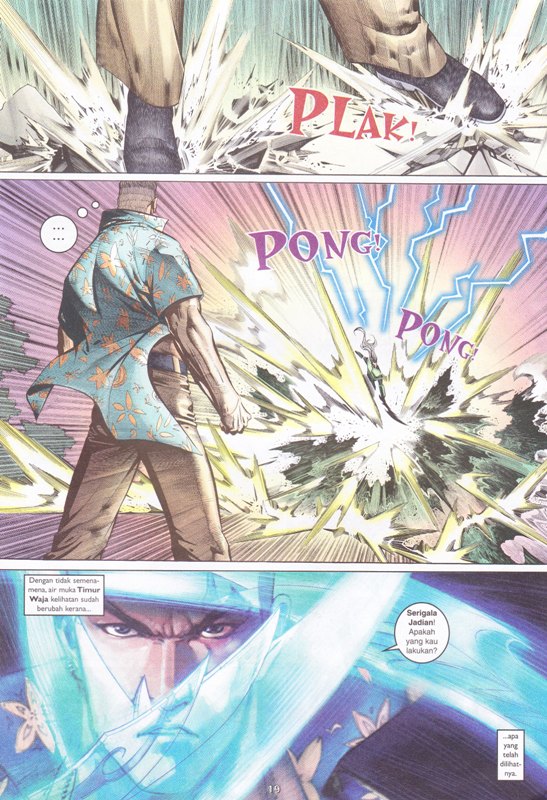 PLAK!
...
...
PONG!
PONG!
Dengan tidak semena-
mena, air muka Timur
Waja kelihatan sudah
berubah kerana...
Serigala
Jadian!
Apakah
yang kau
lakukan?
...apa
yang
telah
dilihat-
nya.
19